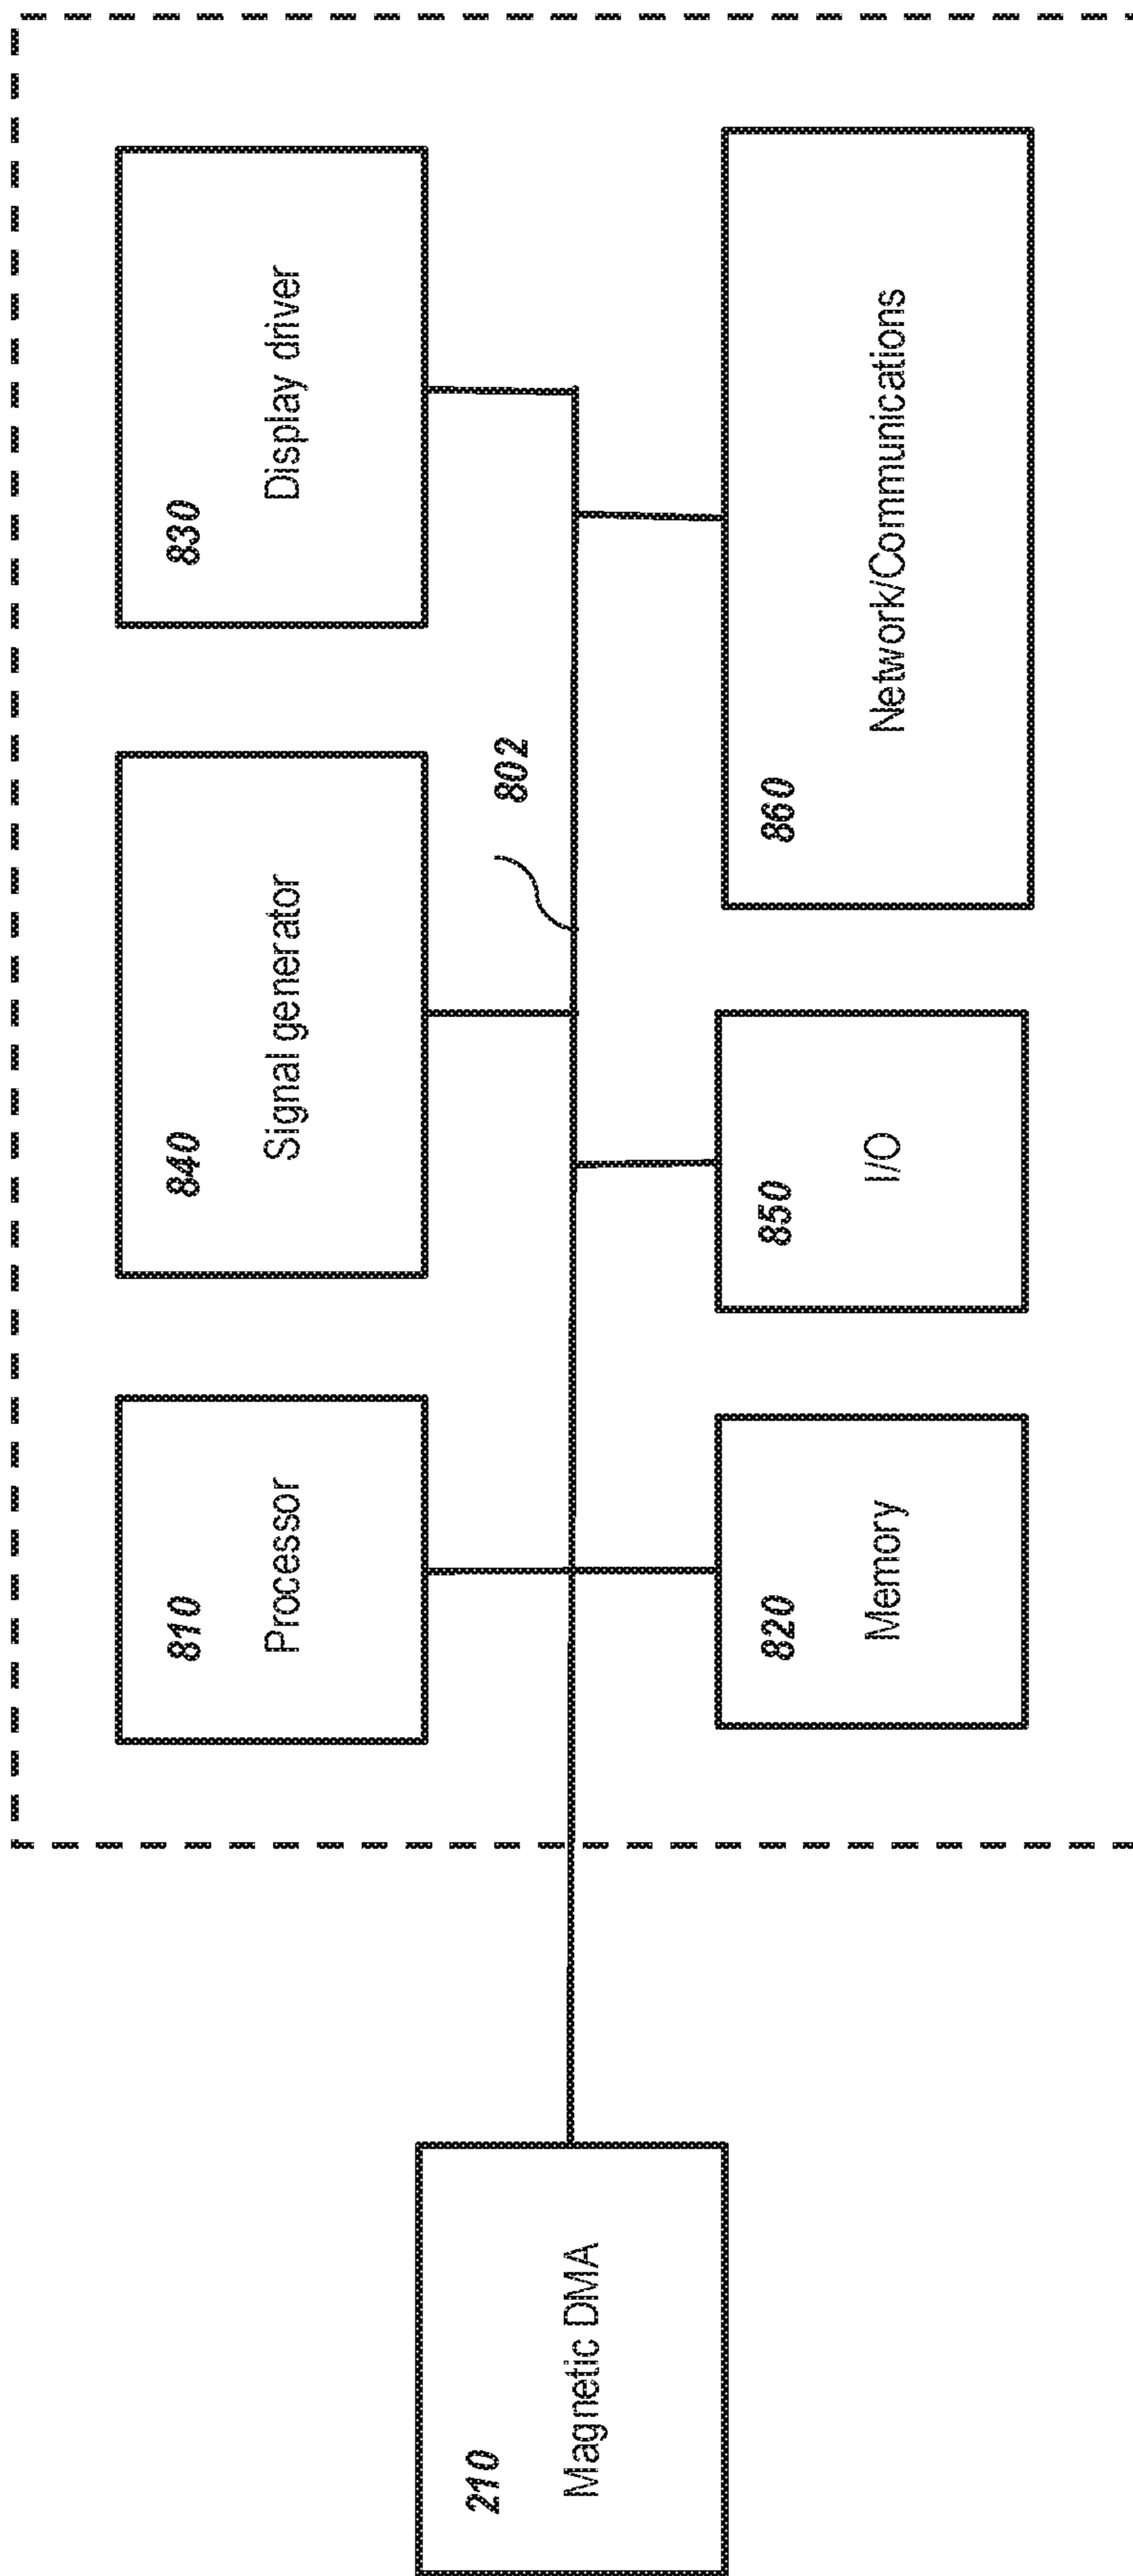 210
Magnetic DMA
810
Processor
840
Signal generator
830
Display driver
802
820
Memory
850
I/O
860
Network/Communications